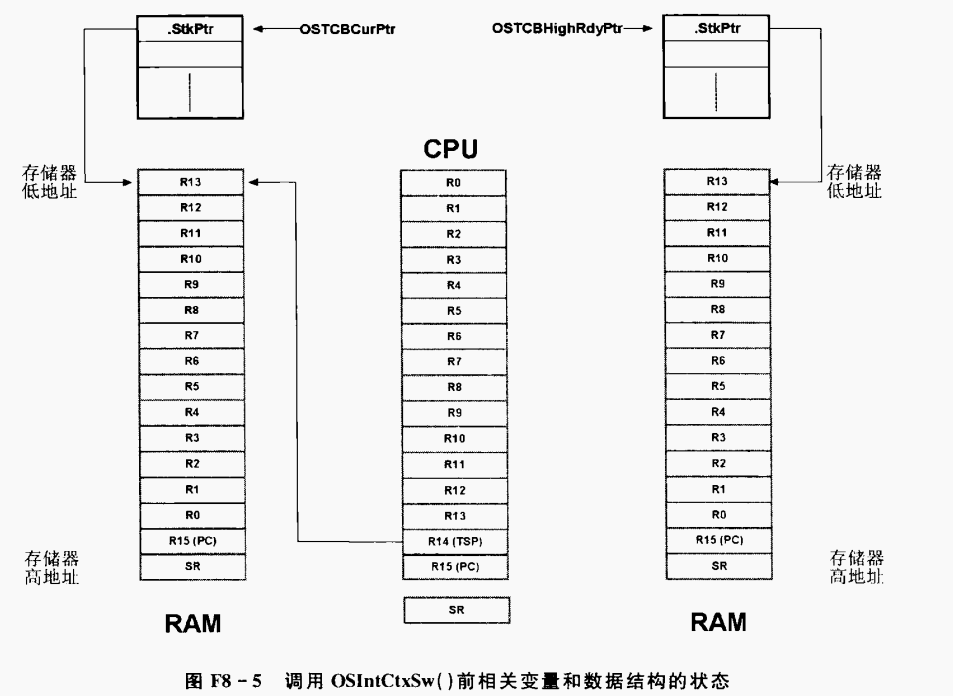 .StkPtr
OSTCBCurPtr
OSTCBHighRdyPtr
.StkPtr
CPU
存储器
低地址
R13
R12
R11
R10
R9
R8
R7
R6
R5
R4
R3
R2
R1
R0
R15 (PC)
SR
存储器
高地址
RAM
R0
R1
R2
R3
R4
R5
R6
R7
R8
R9
R10
R11
R12
R13
R14 (TSP)
R15 (PC)
SR
存储器
低地址
R13
R12
R11
R10
R9
R8
R7
R6
R5
R4
R3
R2
R1
R0
R15 (PC)
SR
存储器
高地址
RAM
图 F8-5 调用 OSIntCtxSw()前相关变量和数据结构的状态